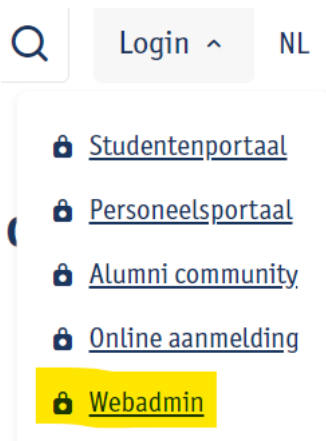 Login NL
Studentenportaal
Personeelsportaal
Alumni community
Online aanmelding
Webadmin